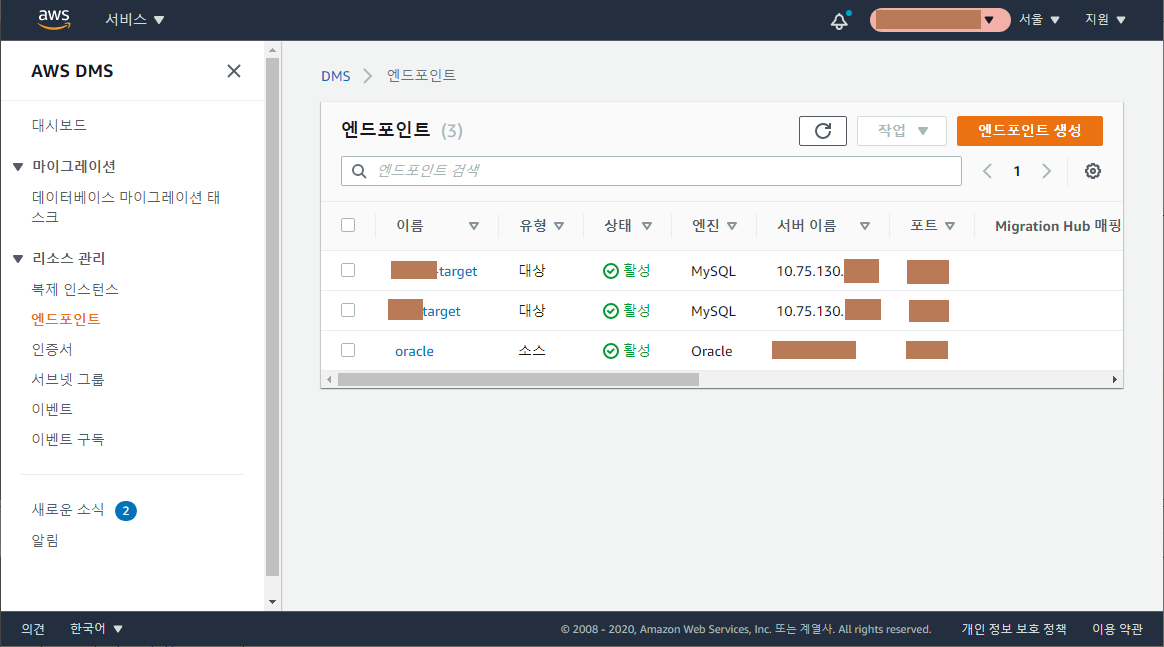 aws 서비스 서울 지원
AWS DMS
대시보드
마이그레이션
데이터베이스 마이그레이션 태
스크
리소스 관리
복제 인스턴스
엔드포인트
인증서
서브넷 그룹
이벤트
이벤트 구독
새로운 소식 2
알림
DMS 엔드포인트
엔드포인트 (3) 작업 엔드포인트 생성
엔드포인트 검색 1
이름 유형 상태 엔진 서버 이름 포트 Migration Hub 매핑
-target 대상 활성 MySQL 10.75.130.
target 대상 활성 MySQL 10.75.130.
oracle 소스 활성 Oracle
의견 한국어 © 2008 - 2020, Amazon Web Services, Inc. 또는 계열사. All rights reserved. 개인 정보 보호 정책 이용 약관